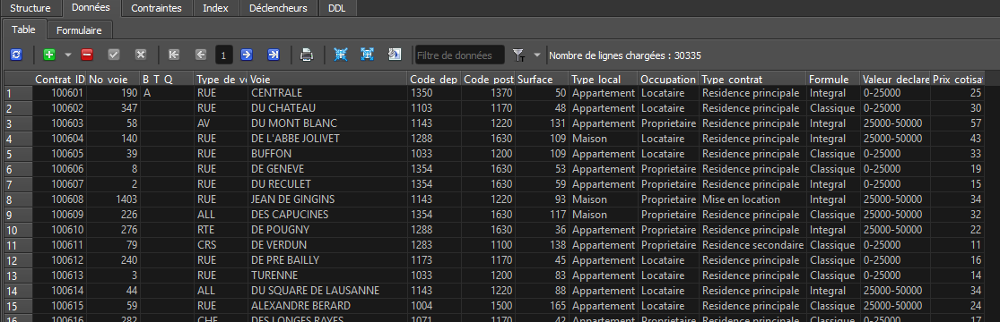 Structure Données Contraintes Index Déclencheurs DDL
Table Formulaire
1 Filtre de données Nombre de lignes chargées : 30335
Contrat ID No voie B T Q Type de v Voie Code dep Code post Surface Type local Occupation Type contrat Formule Valeur declare Prix cotisat
1 100601 190 A RUE CENTRALE 1350 1370 50 Appartement Locataire Residence principale Integral 0-25000 25
2 100602 347 RUE DU CHATEAU 1103 1170 48 Appartement Locataire Residence principale Classique 0-25000 30
3 100603 58 AV DU MONT BLANC 1143 1220 131 Appartement Proprietaire Residence principale Integral 25000-50000 57
4 100604 140 RUE DE L'ABBE JOLIVET 1288 1630 109 Maison Locataire Residence principale Integral 25000-50000 43
5 100605 39 RUE BUFFON 1033 1200 109 Appartement Locataire Residence principale Classique 0-25000 33
6 100606 8 RUE DE GENEVE 1354 1630 53 Appartement Proprietaire Residence principale Classique 0-25000 19
7 100607 2 RUE DU RECULET 1354 1630 59 Appartement Proprietaire Residence principale Classique 0-25000 15
8 100608 1403 RUE JEAN DE GINGINS 1143 1220 93 Maison Proprietaire Mise en location Integral 25000-50000 34
9 100609 226 ALL DES CAPUCINES 1354 1630 117 Maison Proprietaire Residence principale Classique 25000-50000 32
10 100610 276 RTE DE POUGNY 1288 1630 36 Appartement Proprietaire Residence principale Integral 25000-50000 22
11 100611 79 CRS DE VERDUN 1283 1100 138 Appartement Proprietaire Residence secondaire Classique 0-25000 11
12 100612 240 RUE DE PRE BAILLY 1173 1170 45 Appartement Locataire Residence principale Classique 0-25000 16
13 100613 3 RUE TURENNE 1033 1200 83 Appartement Locataire Residence principale Classique 0-25000 14
14 100614 44 ALL DU SQUARE DE LAUSANNE 1143 1220 88 Appartement Locataire Residence principale Integral 25000-50000 34
15 100615 59 RUE ALEXANDRE BERARD 1004 1500 165 Appartement Locataire Residence principale Classique 25000-50000 24
100616 282 CHE DES LONGES RAYES 1071 1170 42 Appartement Proprietaire Residence principale Classique 0-25000 17